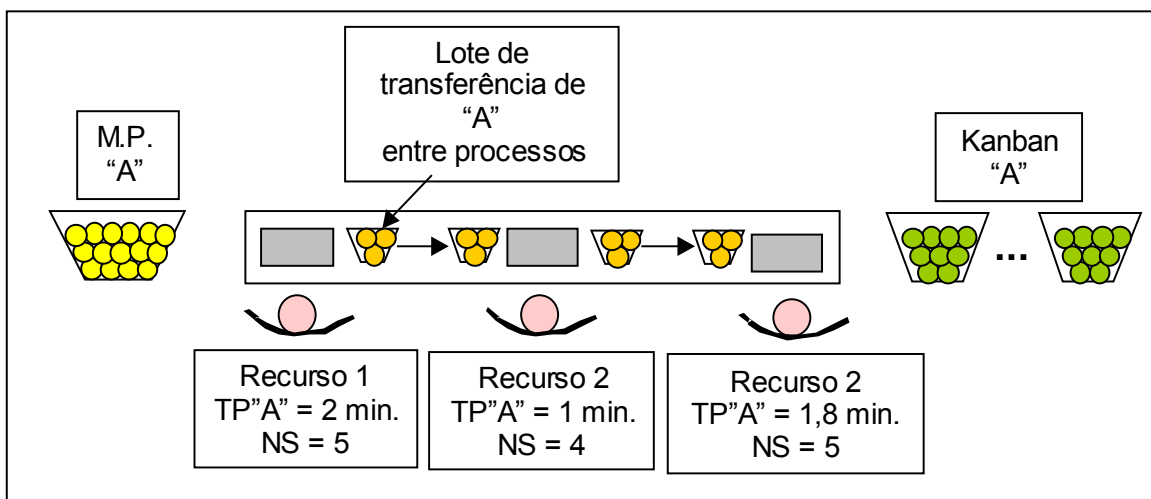 Lote de
transferência de
“A”
entre processos
M.P.
“A”
Kanban
“A”
...
Recurso 1
TP”A” = 2 min.
NS = 5
Recurso 2
TP”A” = 1 min.
NS = 4
Recurso 2
TP”A” = 1,8 min.
NS = 5